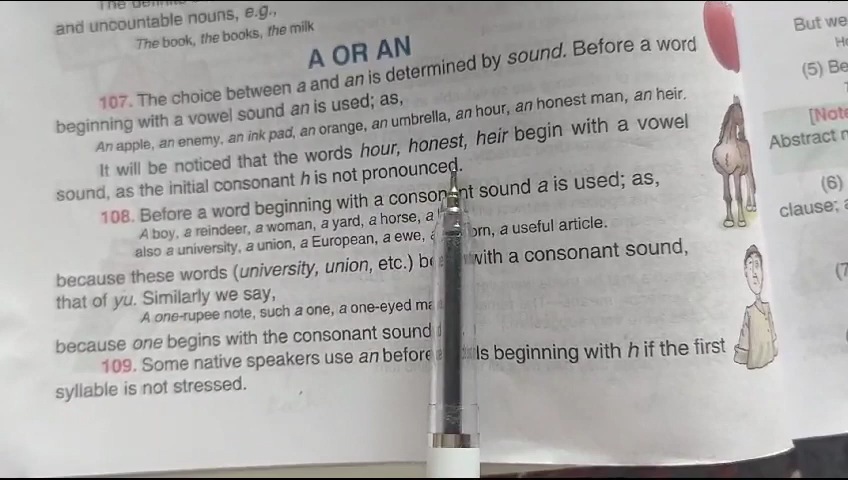 The
and uncountable nouns, e.g.,
The book, the books, the milk
A OR AN
107. The choice between a and an is determined by sound. Before a word
beginning with a vowel sound an is used; as,
An apple, an enemy, an ink pad, an orange, an umbrella, an hour, an honest man, an heir.
It will be noticed that the words hour, honest, heir begin with a vowel
sound, as the initial consonant h is not pronounced.
108. Before a word beginning with a consonant sound a is used; as,
A boy, a reindeer, a woman, a yard, a horse, a
also a university, a union, a European, a ewe, a useful article.
because these words (university, union, etc.) with a consonant sound,
that of yu. Similarly we say,
A one-rupee note, such a one, a one-eyed
because one begins with the consonant sound
109. Some native speakers use an before beginning with h if the first
syllable is not stressed.
But we
(5) Be
[Note
Abstract
(6)
clause;